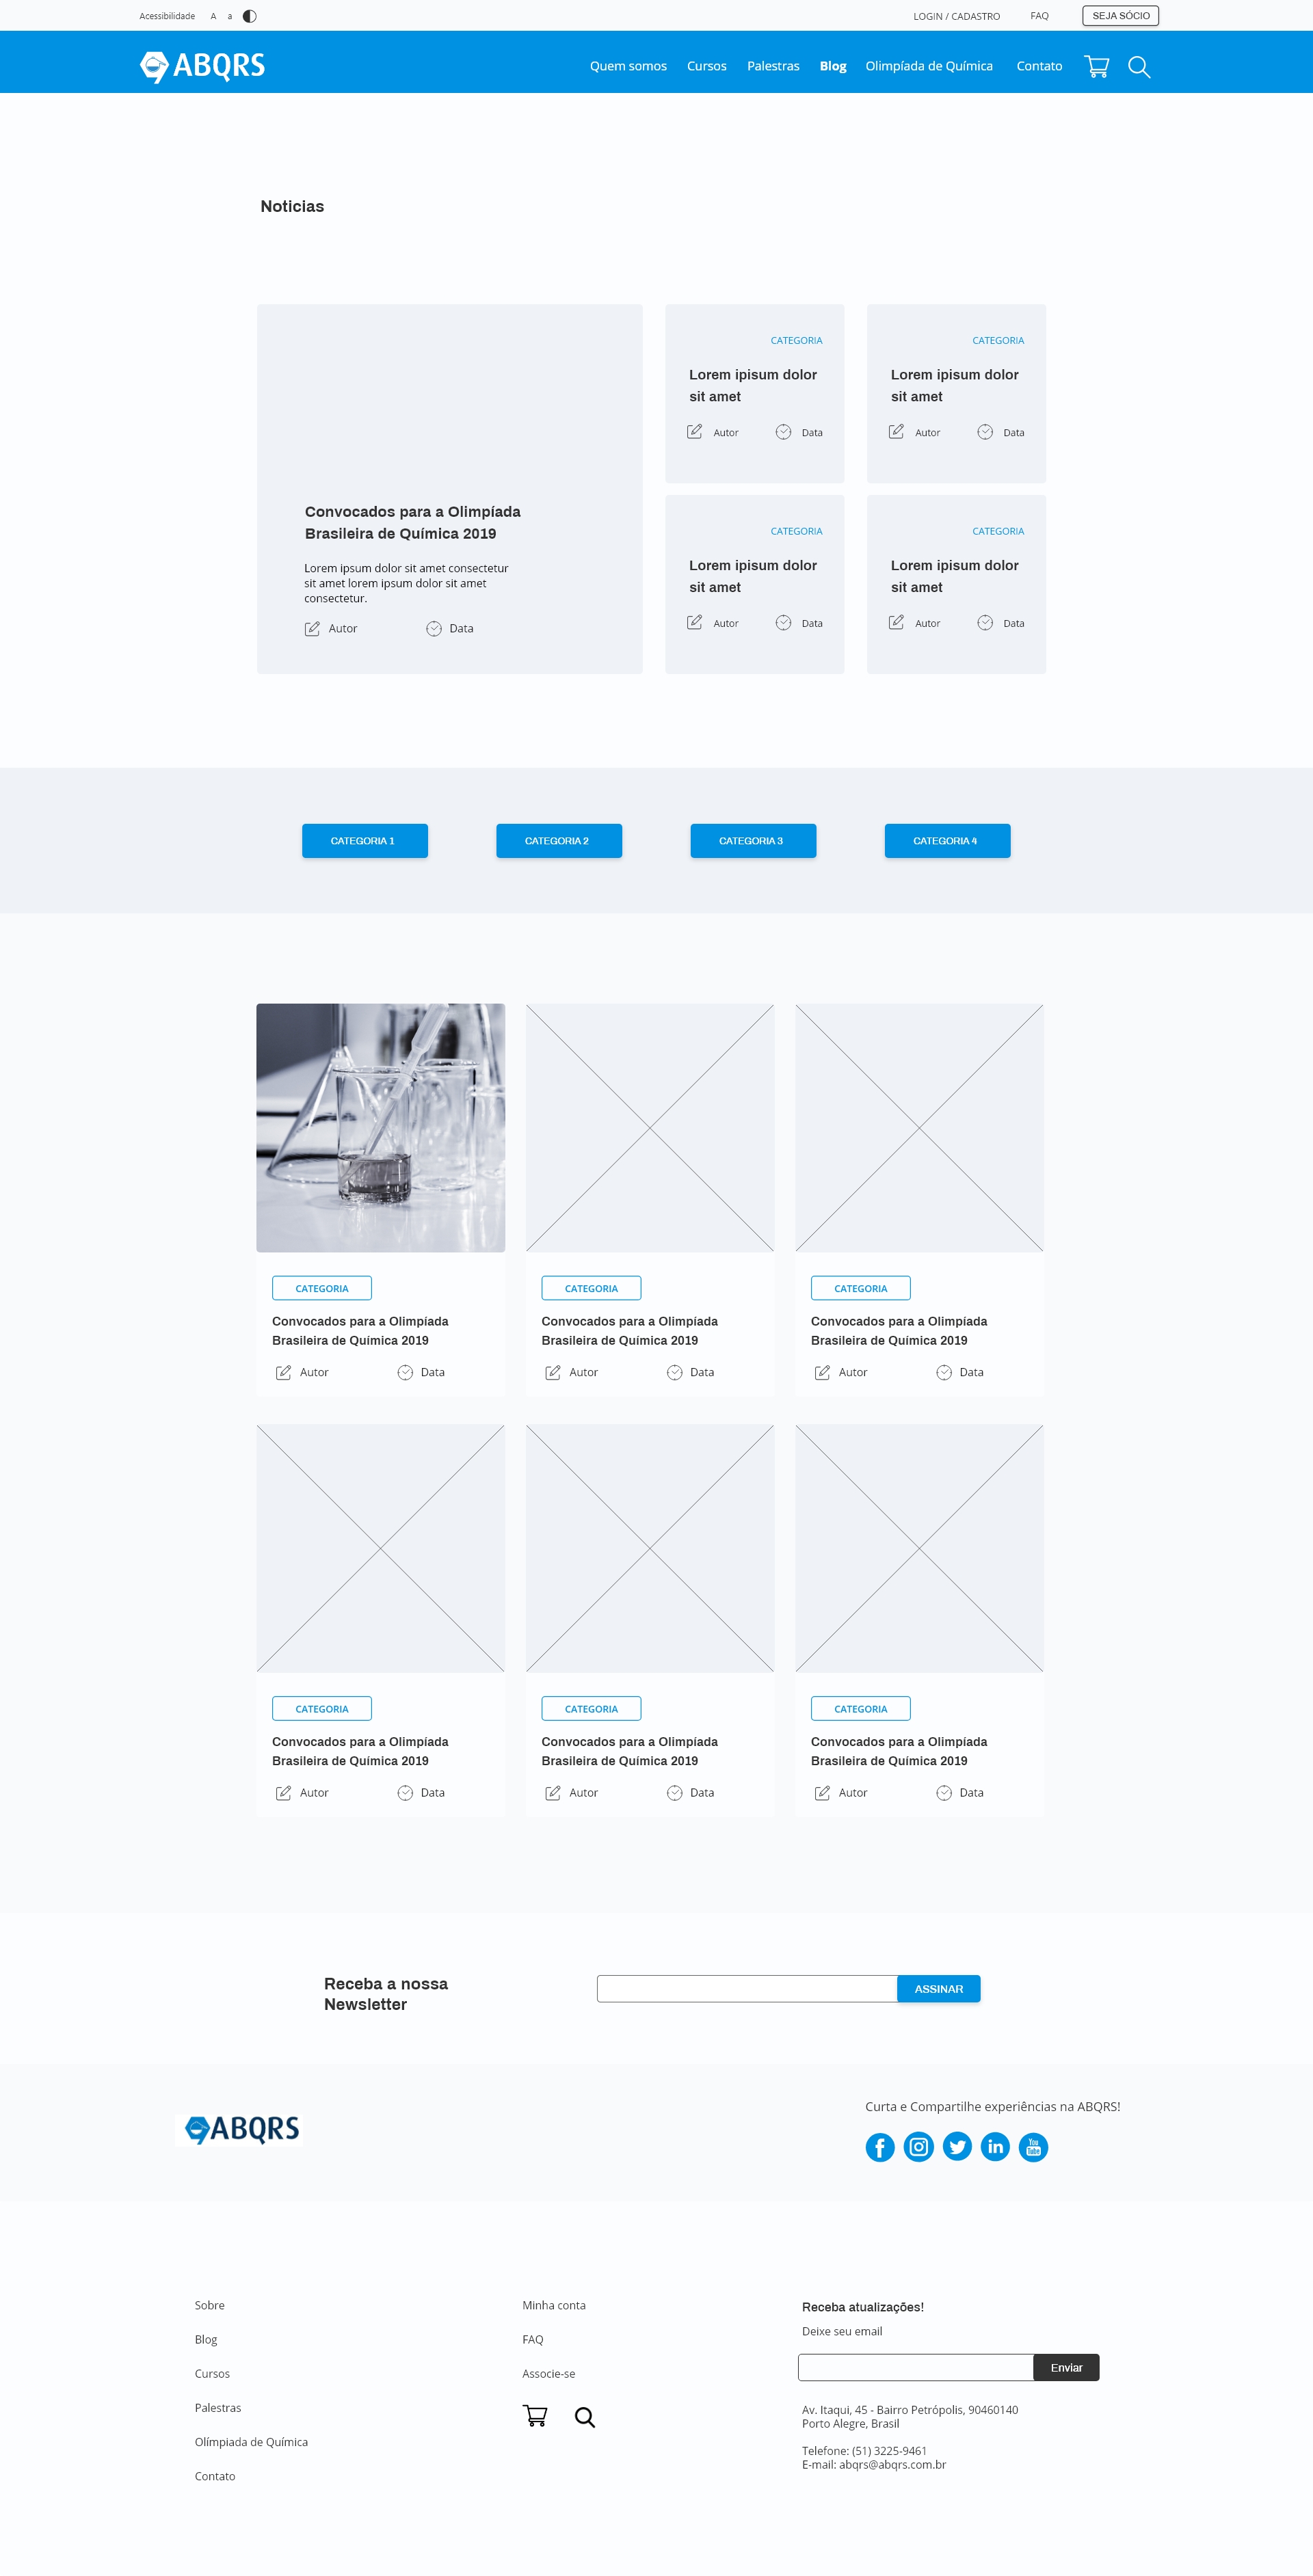 Acessibilidade A a LOGIN / CADASTRO FAQ SEJA SÓCIO
ABQRS Quem somos Cursos Palestras Blog Olimpíada de Química Contato
Noticias
Convocados para a Olimpíada
Brasileira de Química 2019
Lorem ipsum dolor sit amet consectetur
sit amet lorem ipsum dolor sit amet
consectetur.
Autor Data
CATEGORIA
Lorem ipisum dolor
sit amet
Autor Data
CATEGORIA
Lorem ipisum dolor
sit amet
Autor Data
CATEGORIA
Lorem ipisum dolor
sit amet
Autor Data
CATEGORIA
Lorem ipisum dolor
sit amet
Autor Data
CATEGORIA 1 CATEGORIA 2 CATEGORIA 3 CATEGORIA 4
CATEGORIA
Convocados para a Olimpíada
Brasileira de Química 2019
Autor Data
CATEGORIA
Convocados para a Olimpíada
Brasileira de Química 2019
Autor Data
CATEGORIA
Convocados para a Olimpíada
Brasileira de Química 2019
Autor Data
CATEGORIA
Convocados para a Olimpíada
Brasileira de Química 2019
Autor Data
CATEGORIA
Convocados para a Olimpíada
Brasileira de Química 2019
Autor Data
CATEGORIA
Convocados para a Olimpíada
Brasileira de Química 2019
Autor Data
Receba a nossa
Newsletter
ASSINAR
ABQRS
Curta e Compartilhe experiências na ABQRS!
in You Tube
Sobre
Blog
Cursos
Palestras
Olímpiada de Química
Contato
Minha conta
FAQ
Associe-se
Receba atualizações!
Deixe seu email
Enviar
Av. Itaqui, 45 - Bairro Petrópolis, 90460140
Porto Alegre, Brasil
Telefone: (51) 3225-9461
E-mail: abqrs@abqrs.com.br